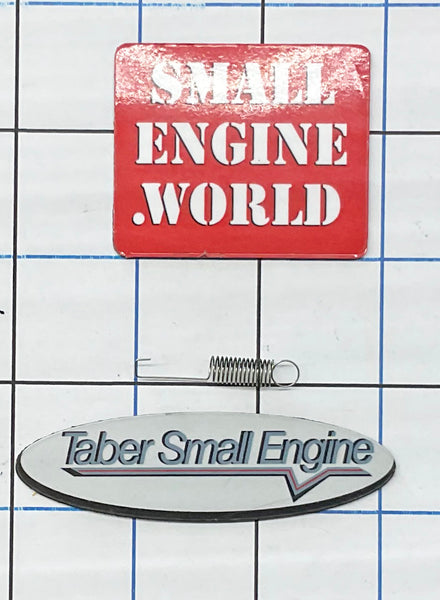 SMALL
ENGINE
.WORLD
Taber Small Engine